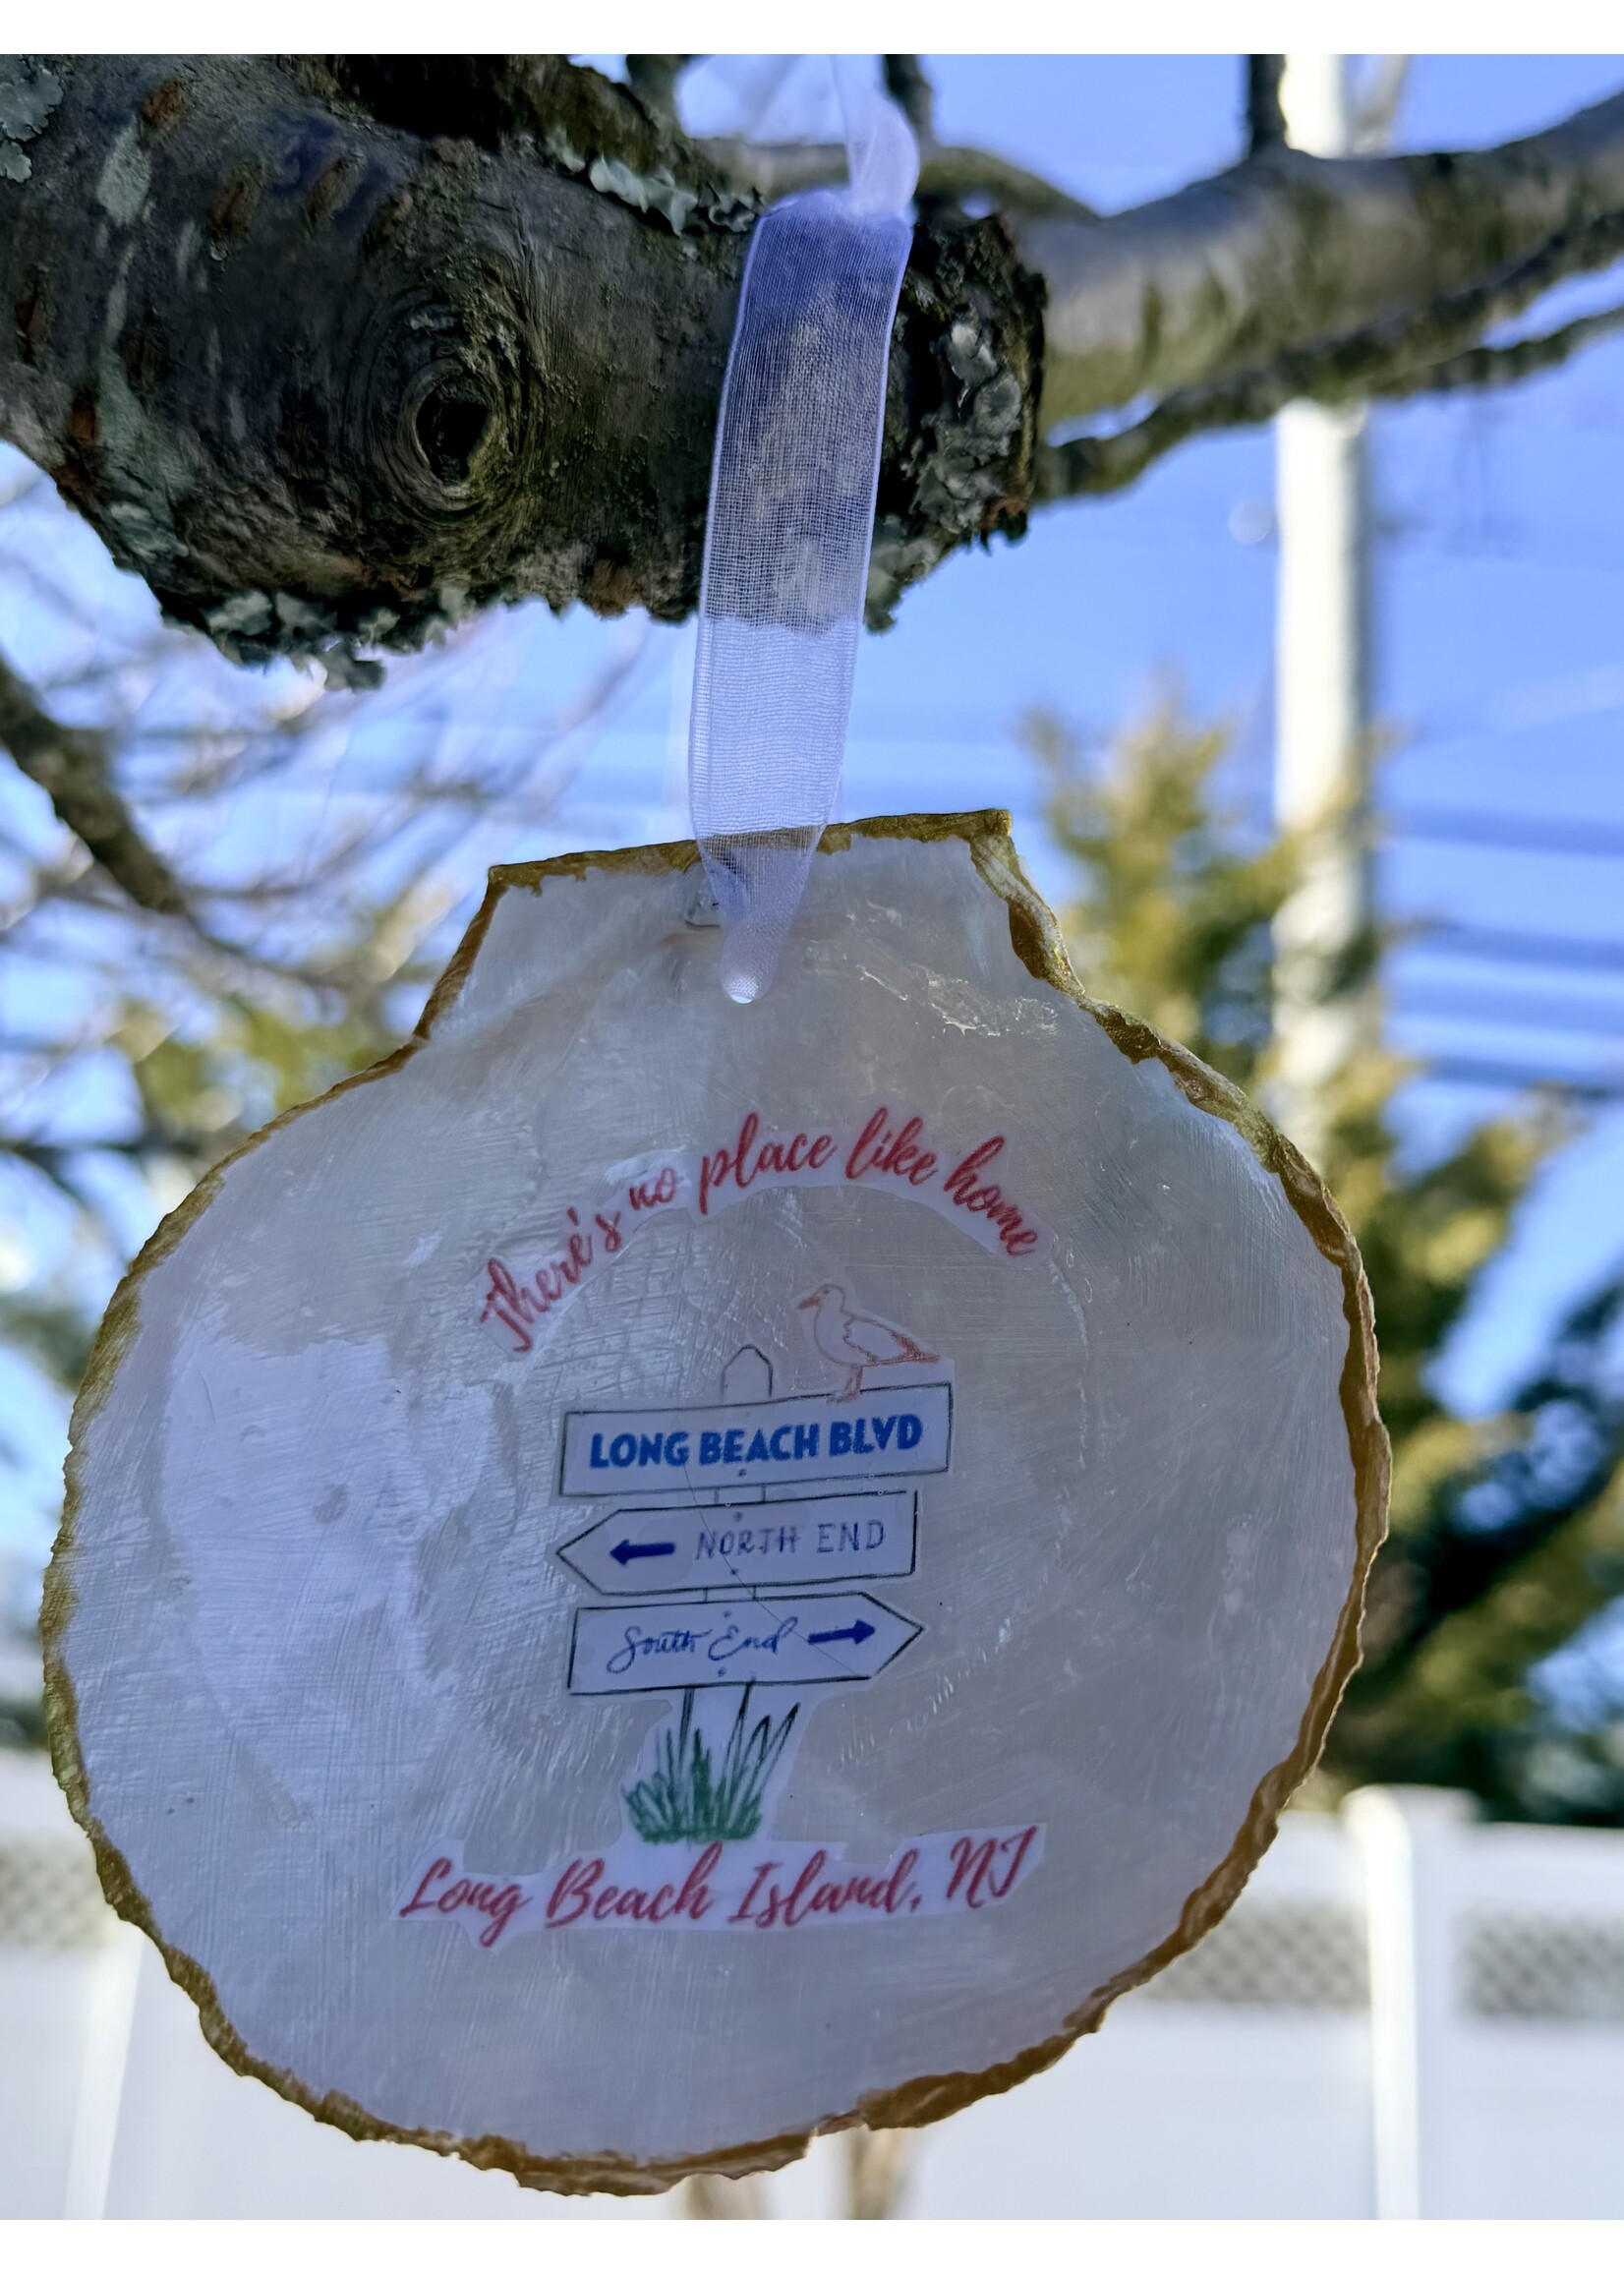 There's no place like home
LONG BEACH BLVD
NORTH END
South End
Long Beach Island, NJ